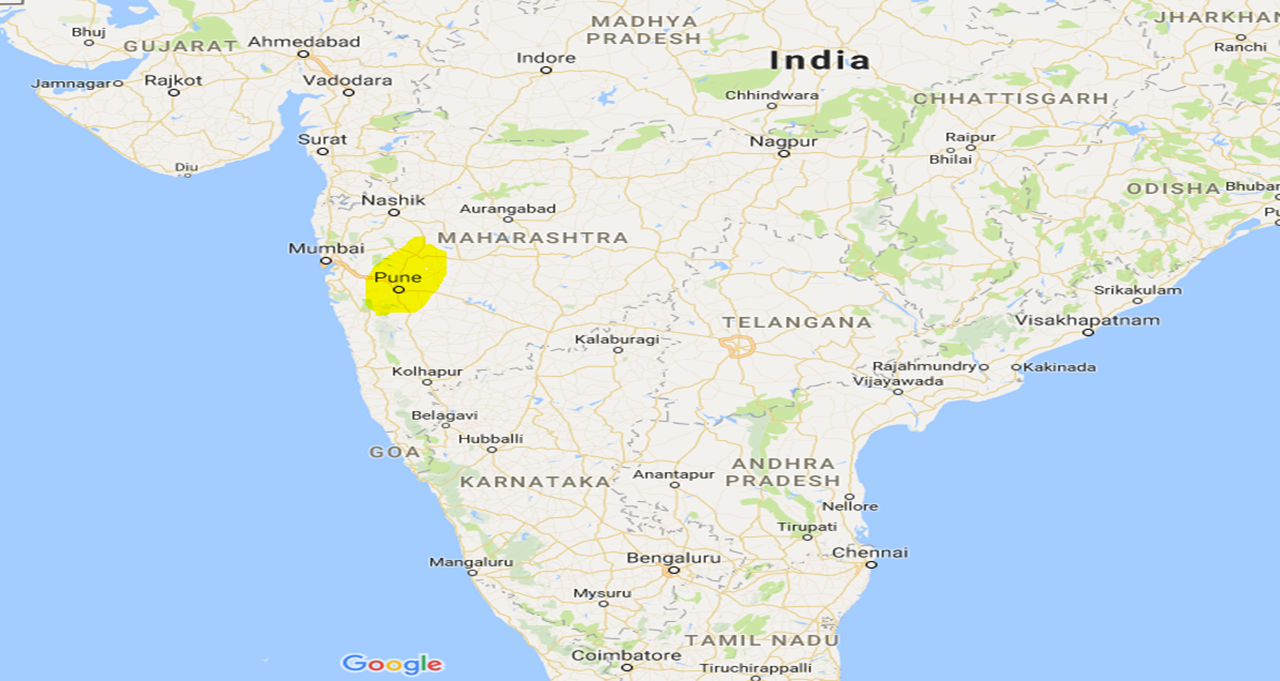 MADHYA
PRADESH
JHARKHAN
Bhuj
GUJARAT
Ahmedabad
India
Ranchi
Indore
Jamnagar
Rajkot
Vadodara
Chhindwara
CHHATTISGARH
Surat
Nagpur
Raipur
Bhilai
Diu
ODISHA
Bhubar
Nashik
Aurangabad
Pu
MAHARASHTRA
Mumbai
Pune
Srikakulam
TELANGANA
Visakhapatnam
Kalaburagi
Rajahmundry
Kakinada
Kolhapur
Vijayawada
Belagavi
Hubballi
GOA
ANDHRA
PRADESH
KARNATAKA
Anantapur
Nellore
Tirupati
Chennai
Mangaluru
Bengaluru
Mysuru
TAMIL NADU
Coimbatore
Google
Tiruchirappalli